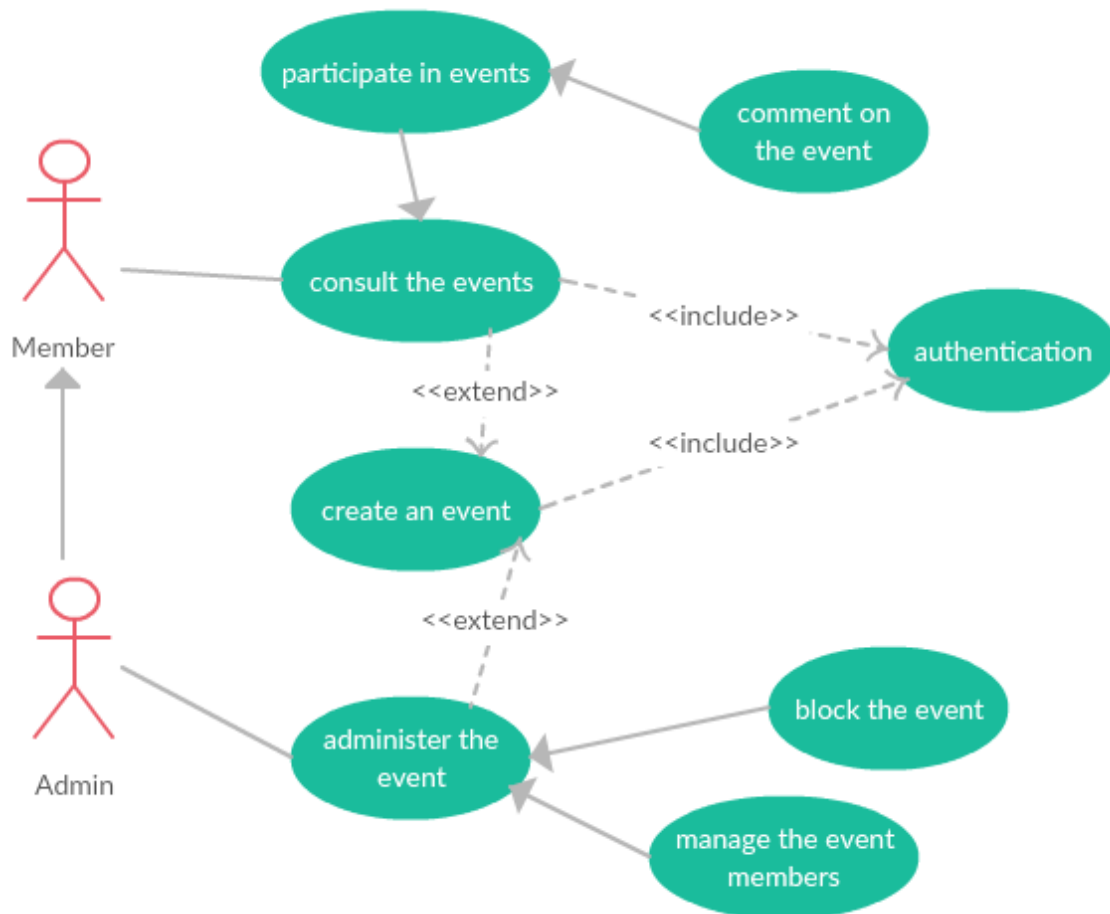 participate in events
comment on
the event
consult the events
<<include>>
Member
authentication
<<extend>>
<<include>>
create an event
<<extend>>
block the event
administer the
event
Admin
manage the event
members